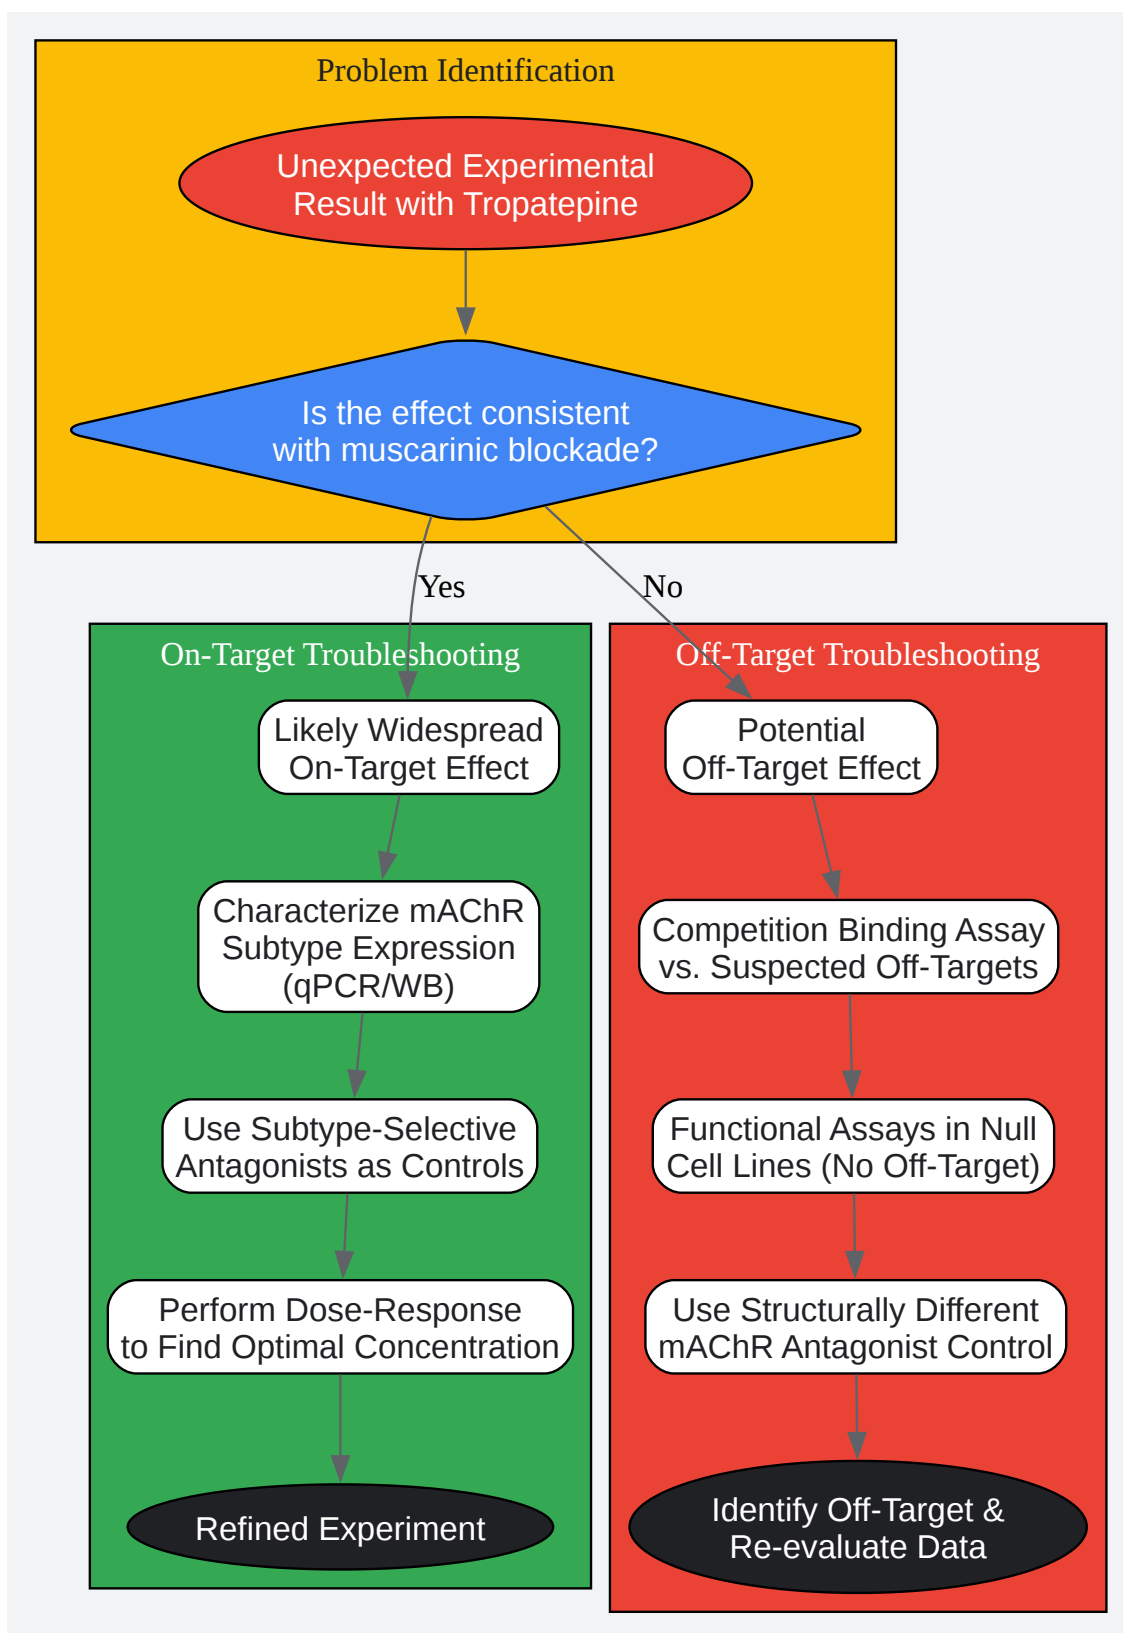 Problem Identification
Unexpected Experimental
Result with Tropatepine
Is the effect consistent
with muscarinic blockade?
Yes
No
On-Target Troubleshooting
Likely Widespread
On-Target Effect
Characterize mAChR
Subtype Expression
(qPCR/WB)
Use Subtype-Selective
Antagonists as Controls
Perform Dose-Response
to Find Optimal Concentration
Refined Experiment
Off-Target Troubleshooting
Potential
Off-Target Effect
Competition Binding Assay
vs. Suspected Off-Targets
Functional Assays in Null
Cell Lines (No Off-Target)
Use Structurally Different
mAChR Antagonist Control
Identify Off-Target &
Re-evaluate Data